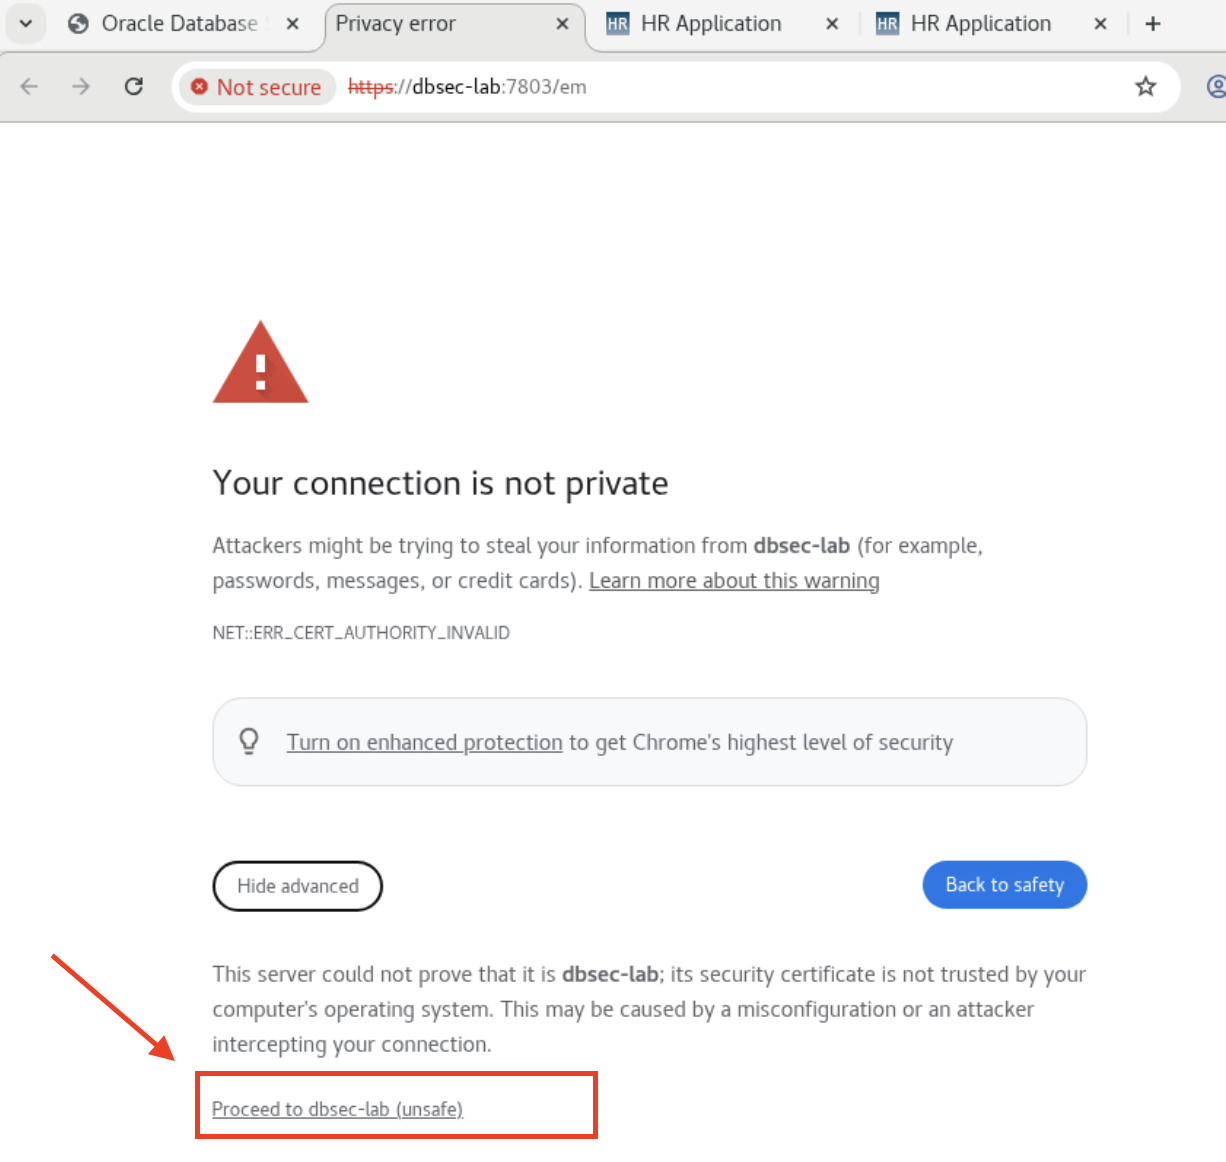 Oracle Database
Privacy error
HR HR Application
HR HR Application
Not secure https://dbsec-lab:7803/em
Your connection is not private
Attackers might be trying to steal your information from dbsec-lab (for example,
passwords, messages, or credit cards). Learn more about this warning
NET::ERR_CERT_AUTHORITY_INVALID
Turn on enhanced protection to get Chrome's highest level of security
Hide advanced
Back to safety
This server could not prove that it is dbsec-lab; its security certificate is not trusted by your
computer's operating system. This may be caused by a misconfiguration or an attacker
intercepting your connection.
Proceed to dbsec-lab (unsafe)